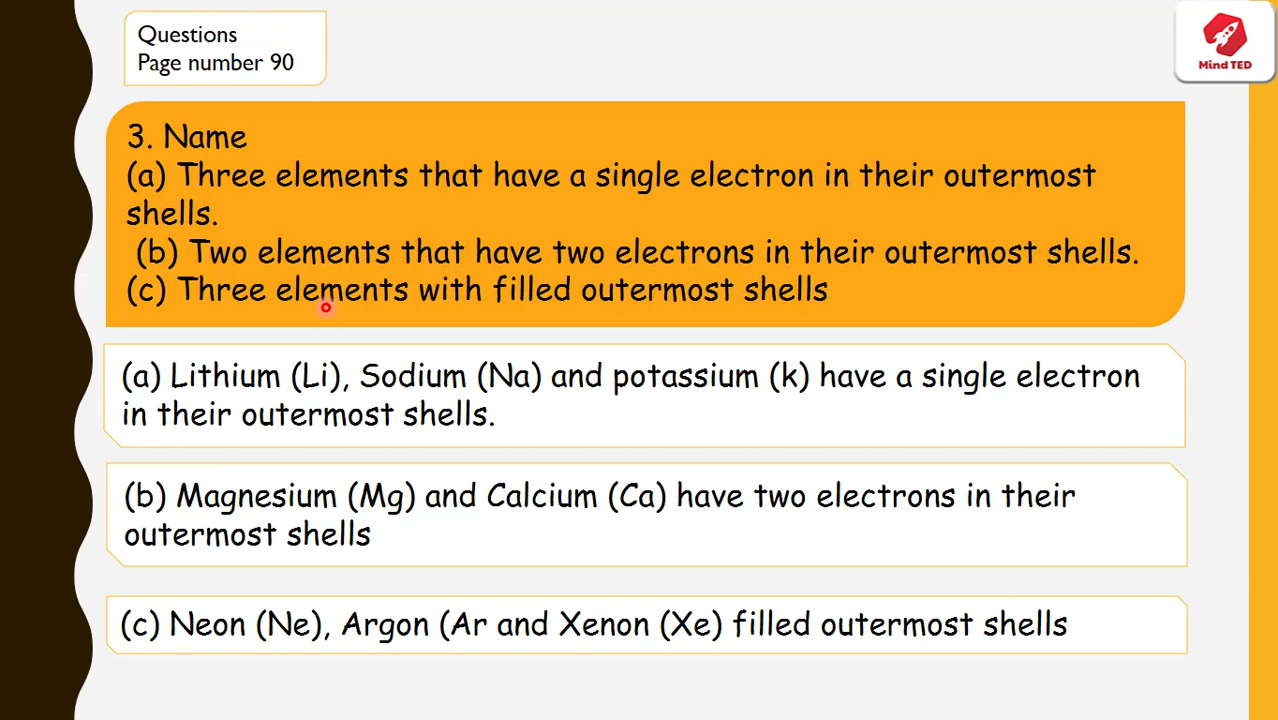 Questions
Page number 90
Mind TED
3. Name
(a) Three elements that have a single electron in their outermost
shells.
(b) Two elements that have two electrons in their outermost shells.
(c) Three elements with filled outermost shells
(a) Lithium (Li), Sodium (Na) and potassium (k) have a single electron
in their outermost shells.
(b) Magnesium (Mg) and Calcium (Ca) have two electrons in their
outermost shells
(c) Neon (Ne), Argon (Ar and Xenon (Xe) filled outermost shells